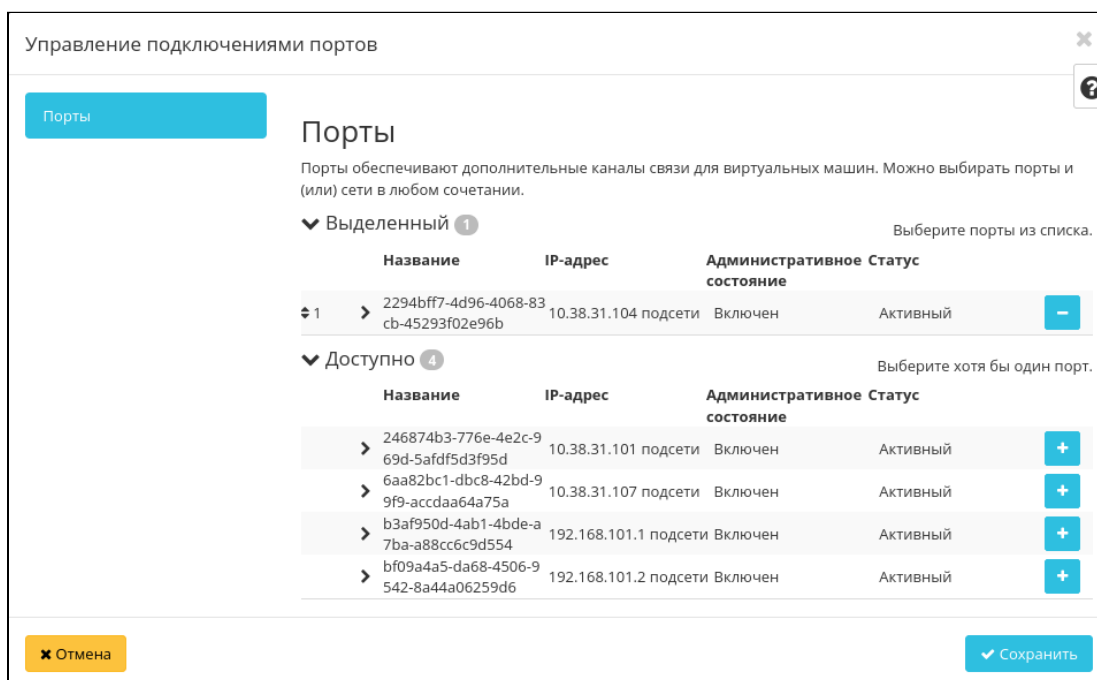 Управление подключениями портов
Порты
Порты
Порты обеспечивают дополнительные каналы связи для виртуальных машин. Можно выбирать порты и
(или) сети в любом сочетании.
Выделенный 1
Выберите порты из списка.
Название IP-адрес Административное Статус
состояние
1 2294bff7-4d96-4068-83 10.38.31.104 подсети Включен Активный
cb-45293f02e96b
Доступно 4
Выберите хотя бы один порт.
Название IP-адрес Административное Статус
состояние
246874b3-776e-4e2c-9 10.38.31.101 подсети Включен Активный
69d-5afdf5d3f95d
6aa82bc1-dbc8-42bd-9 10.38.31.107 подсети Включен Активный
9f9-accdaa64a75a
b3af950d-4ab1-4bde-a 192.168.101.1 подсети Включен Активный
7ba-a88cc6c9d554
bf09a4a5-da68-4506-9 192.168.101.2 подсети Включен Активный
542-8a44a06259d6
Отмена
Сохранить